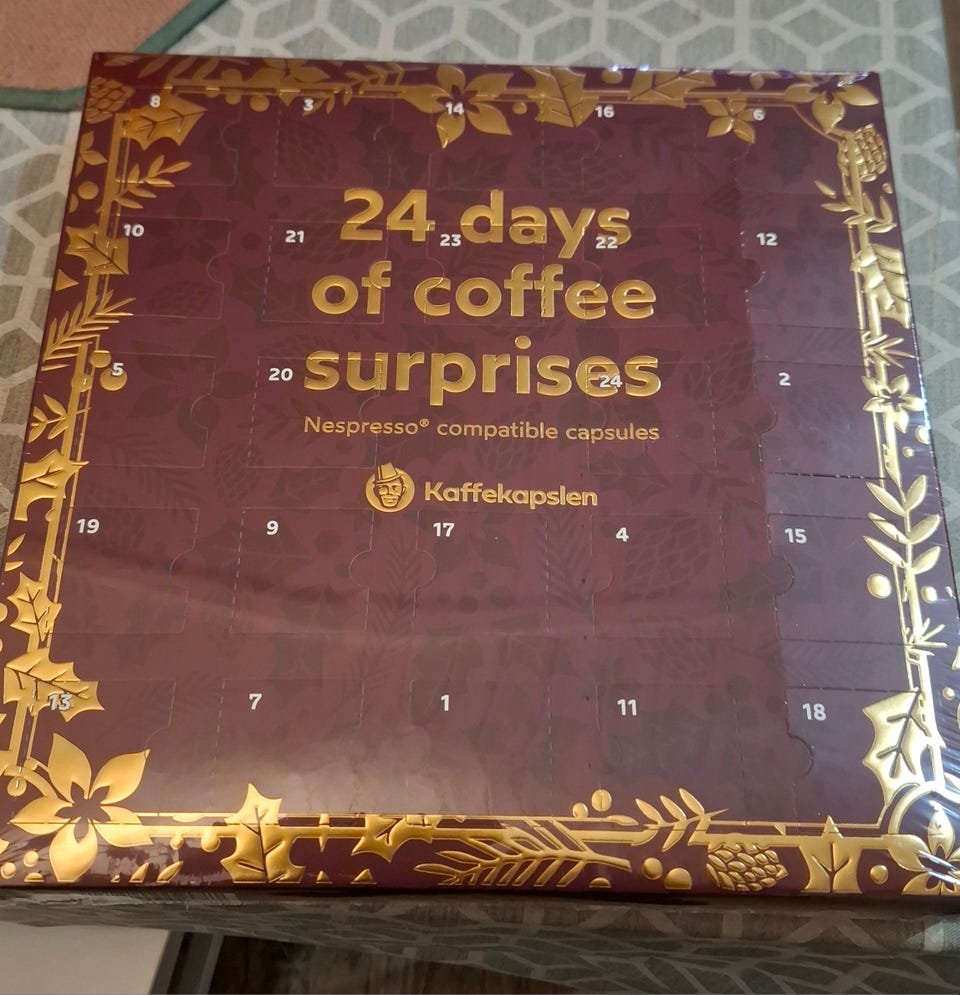 8 3 14 16 6
24 days
10 21 23 22 12
of coffee
surprises
5 20 24 2
Nespresso® compatible capsules
Kaffekapslen
19 9 17 4 15
13 7 1 11 18